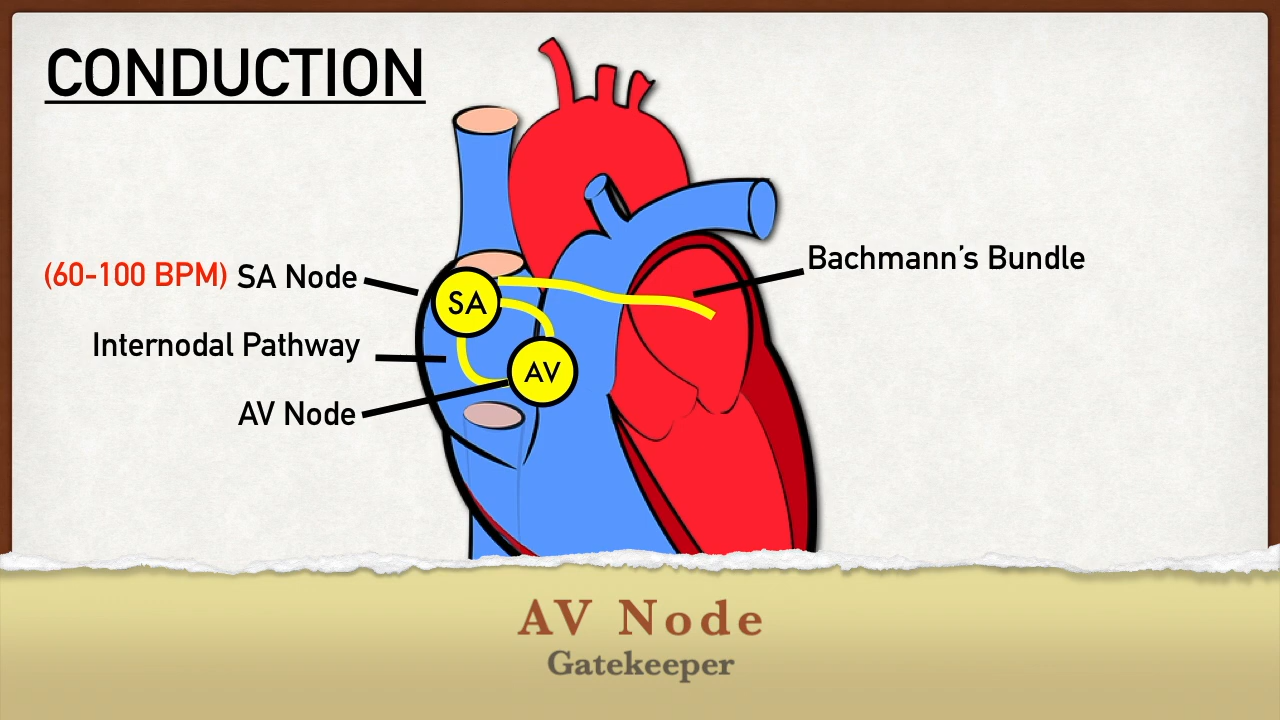 CONDUCTION
Bachmann's Bundle
(60-100 BPM) SA Node
SA
Internodal Pathway
AV
AV Node
AV Node
Gatekeeper